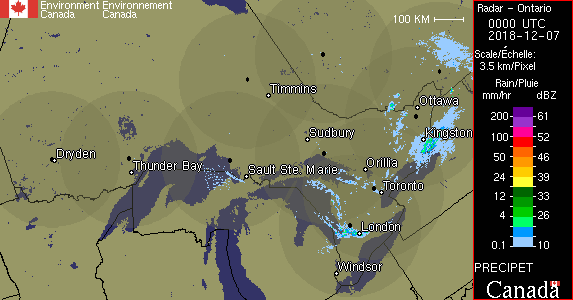 Environment Environnement
Canada Canada
100 KM
Timmins
Ottawa
Sudbury
Kingston
Dryden
Thunder Bay
Sault Ste. Marie
Orillia
Toronto
London
Windsor
Radar - Ontario
0000 UTC
2018-12-07
Scale/Échelle:
3.5 km/Pixel
Rain/Pluie
mm/hr dBZ
200 61
100 52
50 46
24 39
12 33
4 26
0.1 10
PRECIPET
Canada